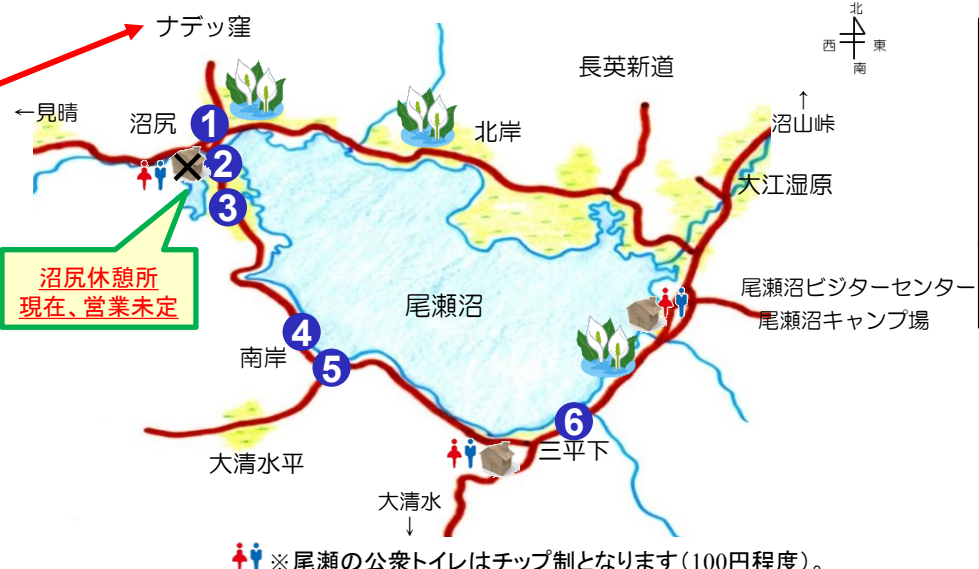 ナデッ窪
北
西 東
南
長英新道
←見晴
沼尻
1
北岸
↑
沼山峠
2
大江湿原
3
沼尻休憩所
現在、営業未定
尾瀬沼
尾瀬沼ビジターセンター
尾瀬沼キャンプ場
4
南岸
5
6
大清水平
三平下
大清水
↓
※尾瀬の公衆トイレはチップ制となります(100円程度)。